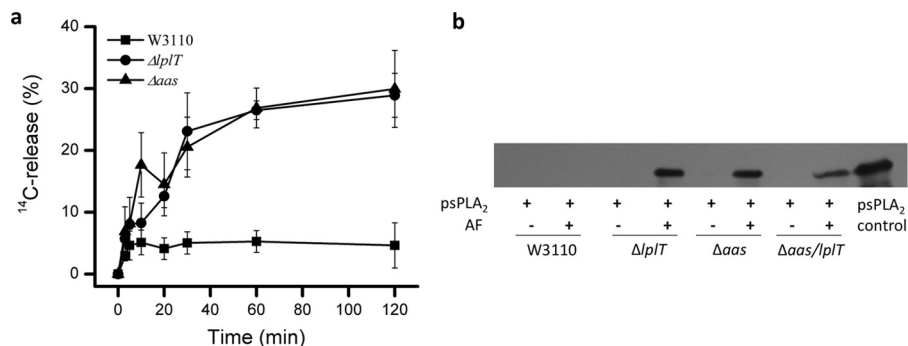 a
40
30
20
10
0
¹⁴C-release (%)
W3110
ΔlplT
Δaas
0 20 40 60 80 100 120
Time (min)
b
psPLA₂ + + + + + + + + psPLA₂
AF - + - + - + - + control
W3110 ΔlplT Δaas Δaas/lplT